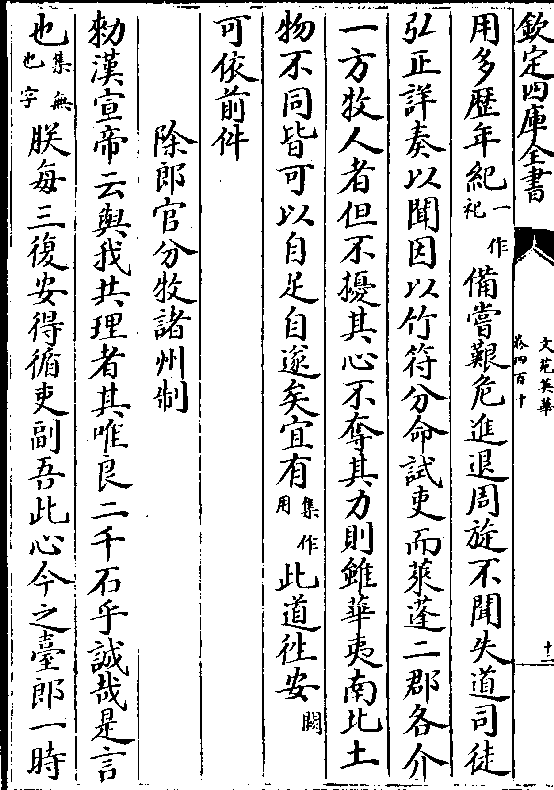 欽定四庫全書
文苑英華
卷四百十
十三
用多歴年紀一作祀備嘗艱危進退周旋不聞失道司徒
弘正詳奏以聞因以竹符分命試吏而萊蓬二郡各介
一方牧人者但不擾其心不奪其力則雖華夷南北土
物不同皆可以自足自遂矣宜有集作用此道徃安闕
可依前件
除郎官分牧諸州制
勑漢宣帝云與我共理者其唯良二千石乎誠哉是言
也集無也字朕每三復安得循吏副吾此心今之臺郎一時